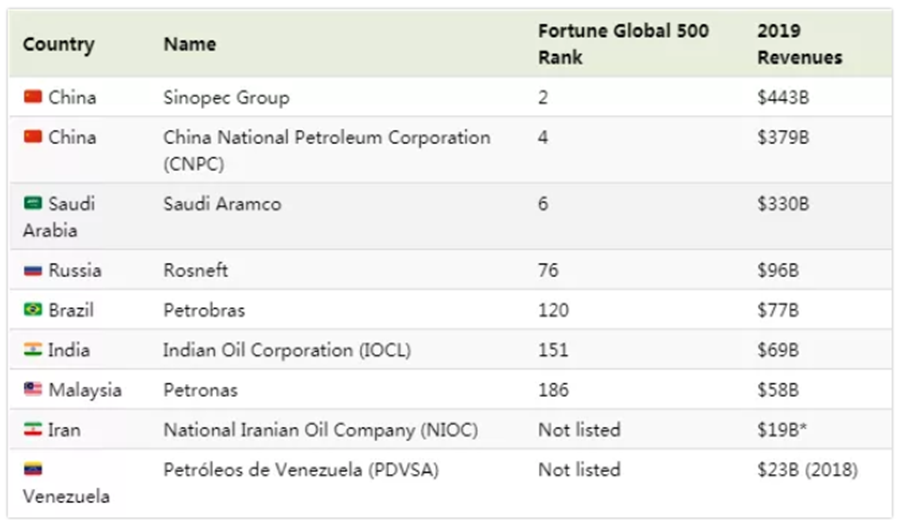 Country Name Fortune Global 500 Rank 2019 Revenues
China Sinopec Group 2 $443B
China China National Petroleum Corporation (CNPC) 4 $379B
Saudi Arabia Saudi Aramco 6 $330B
Russia Rosneft 76 $96B
Brazil Petrobras 120 $77B
India Indian Oil Corporation (IOCL) 151 $69B
Malaysia Petronas 186 $58B
Iran National Iranian Oil Company (NIOC) Not listed $19B*
Venezuela Petróleos de Venezuela (PDVSA) Not listed $23B (2018)